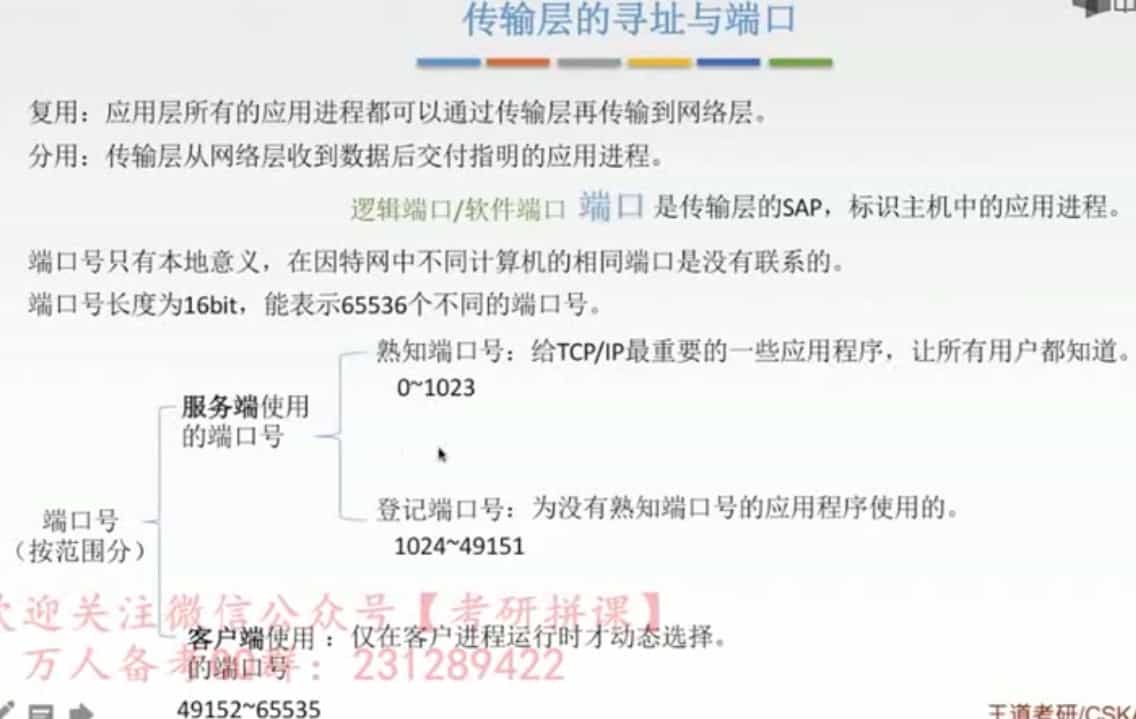 传输层的寻址与端口
复用：应用层所有的应用进程都可以通过传输层再传输到网络层。
分用：传输层从网络层收到数据后交付指明的应用进程。
逻辑端口/软件端口 端口 是传输层的SAP，标识主机中的应用进程。
端口号只有本地意义，在因特网中不同计算机的相同端口是没有联系的。
端口号长度为16bit，能表示65536个不同的端口号。
熟知端口号：给TCP/IP最重要的一些应用程序，让所有用户都知道。
0~1023
服务端使用
的端口号
登记端口号：为没有熟知端口号的应用程序使用的。
1024~49151
端口号
（按范围分）
欢迎关注微信公众号【考研拼课】
客户端使用：仅在客户进程运行时才动态选择。
的端口号
万人备考QQ群：231289422
49152~65535
王道考研/CSK